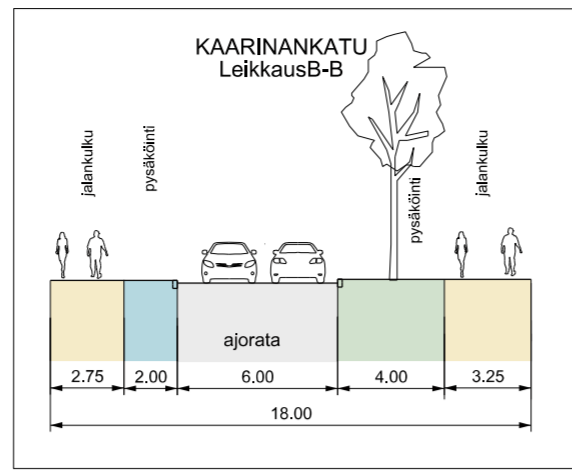 KAARINANKATU
LeikkausB-B
jalankulku
pysäköinti
pysäköinti
jalankulku
ajorata
2.75 2.00 6.00 4.00 3.25
18.00